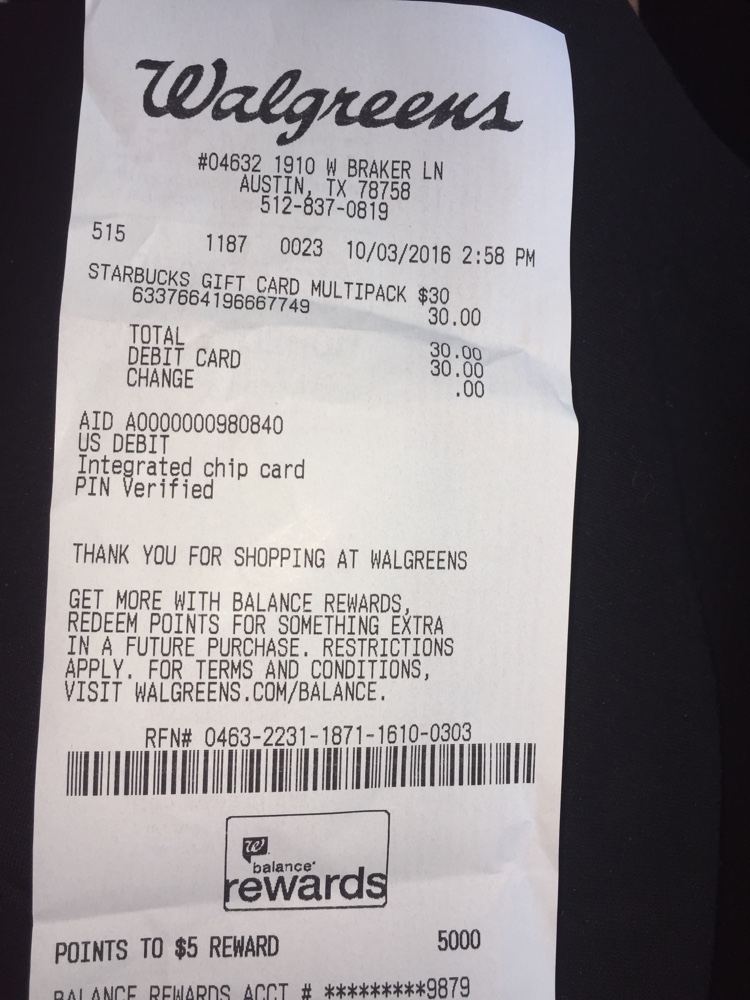 Walgreens
#04632 1910 W BRAKER LN
AUSTIN, TX 78758
512-837-0819
515 1187 0023 10/03/2016 2:58 PM
STARBUCKS GIFT CARD MULTIPACK $30
6337664196667749 30.00
TOTAL 30.00
DEBIT CARD 30.00
CHANGE .00
AID A0000000980840
US DEBIT
Integrated chip card
PIN Verified
THANK YOU FOR SHOPPING AT WALGREENS
GET MORE WITH BALANCE REWARDS,
REDEEM POINTS FOR SOMETHING EXTRA
IN A FUTURE PURCHASE. RESTRICTIONS
APPLY. FOR TERMS AND CONDITIONS,
VISIT WALGREENS.COM/BALANCE.
RFN# 0463-2231-1871-1610-0303
W
balance®
rewards
POINTS TO $5 REWARD 5000
BALANCE REWARDS ACCT # *********9879